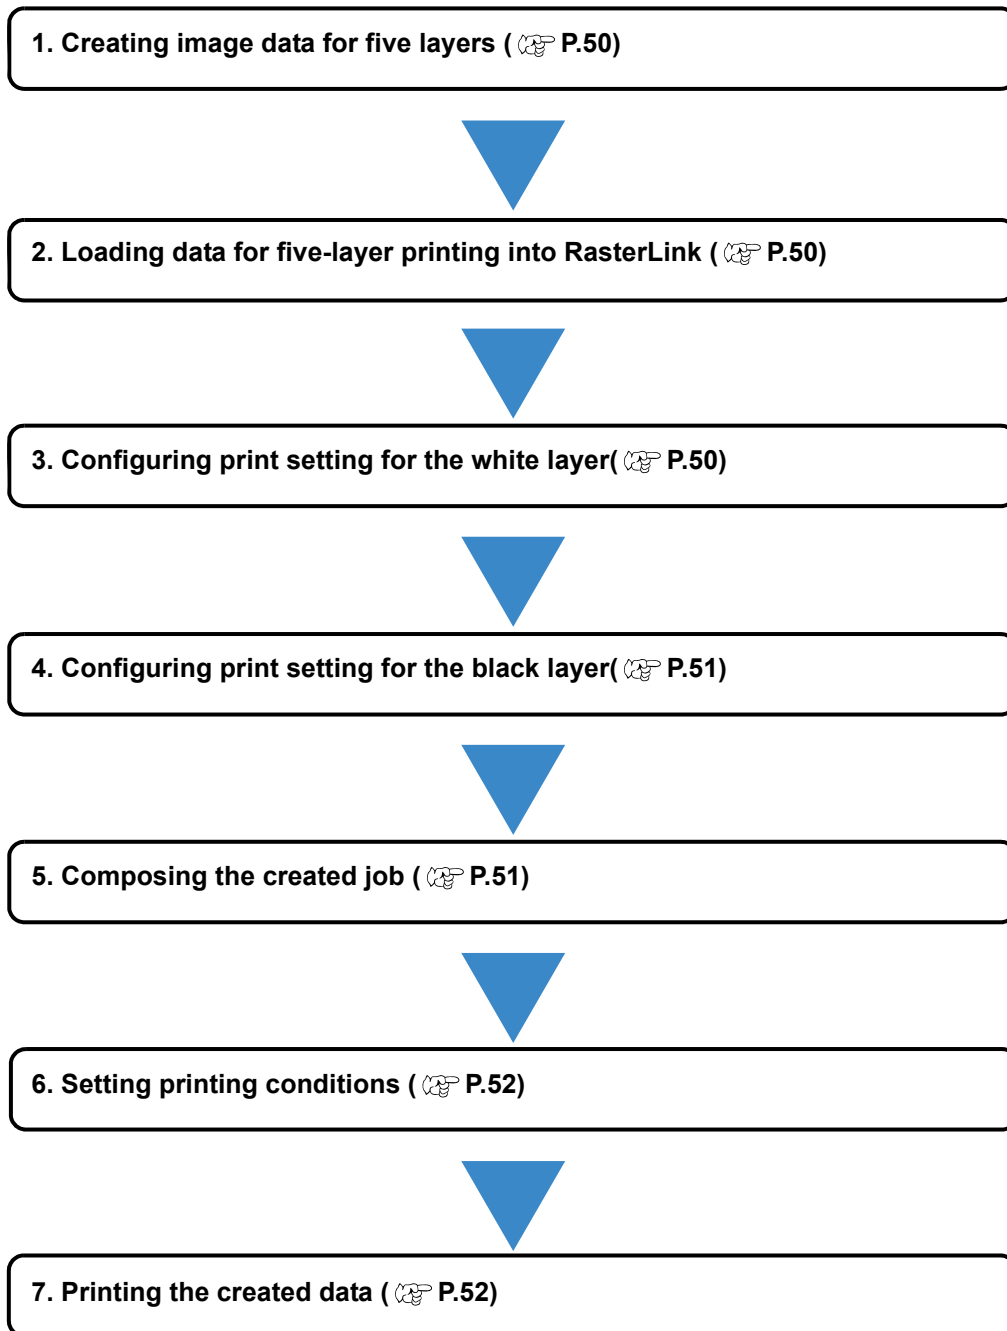 1. Creating image data for five layers ( P.50)
2. Loading data for five-layer printing into RasterLink ( P.50)
3. Configuring print setting for the white layer( P.50)
4. Configuring print setting for the black layer( P.51)
5. Composing the created job ( P.51)
6. Setting printing conditions ( P.52)
7. Printing the created data ( P.52)